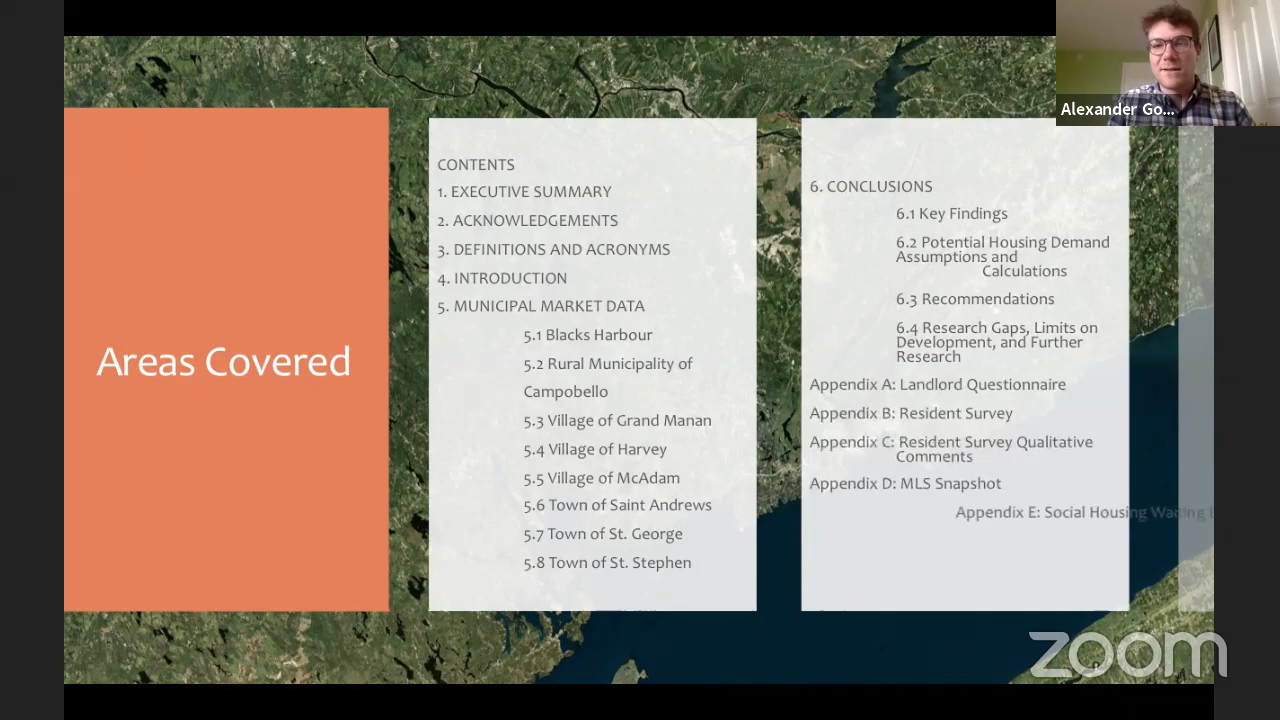 Alexander Go...
Areas Covered
CONTENTS
1. EXECUTIVE SUMMARY
2. ACKNOWLEDGEMENTS
3. DEFINITIONS AND ACRONYMS
4. INTRODUCTION
5. MUNICIPAL MARKET DATA
5.1 Blacks Harbour
5.2 Rural Municipality of
Campobello
5.3 Village of Grand Manan
5.4 Village of Harvey
5.5 Village of McAdam
5.6 Town of Saint Andrews
5.7 Town of St. George
5.8 Town of St. Stephen
6. CONCLUSIONS
6.1 Key Findings
6.2 Potential Housing Demand
Assumptions and
Calculations
6.3 Recommendations
6.4 Research Gaps, Limits on
Development, and Further
Research
Appendix A: Landlord Questionnaire
Appendix B: Resident Survey
Appendix C: Resident Survey Qualitative
Comments
Appendix D: MLS Snapshot
Appendix E: Social Housing
zoom